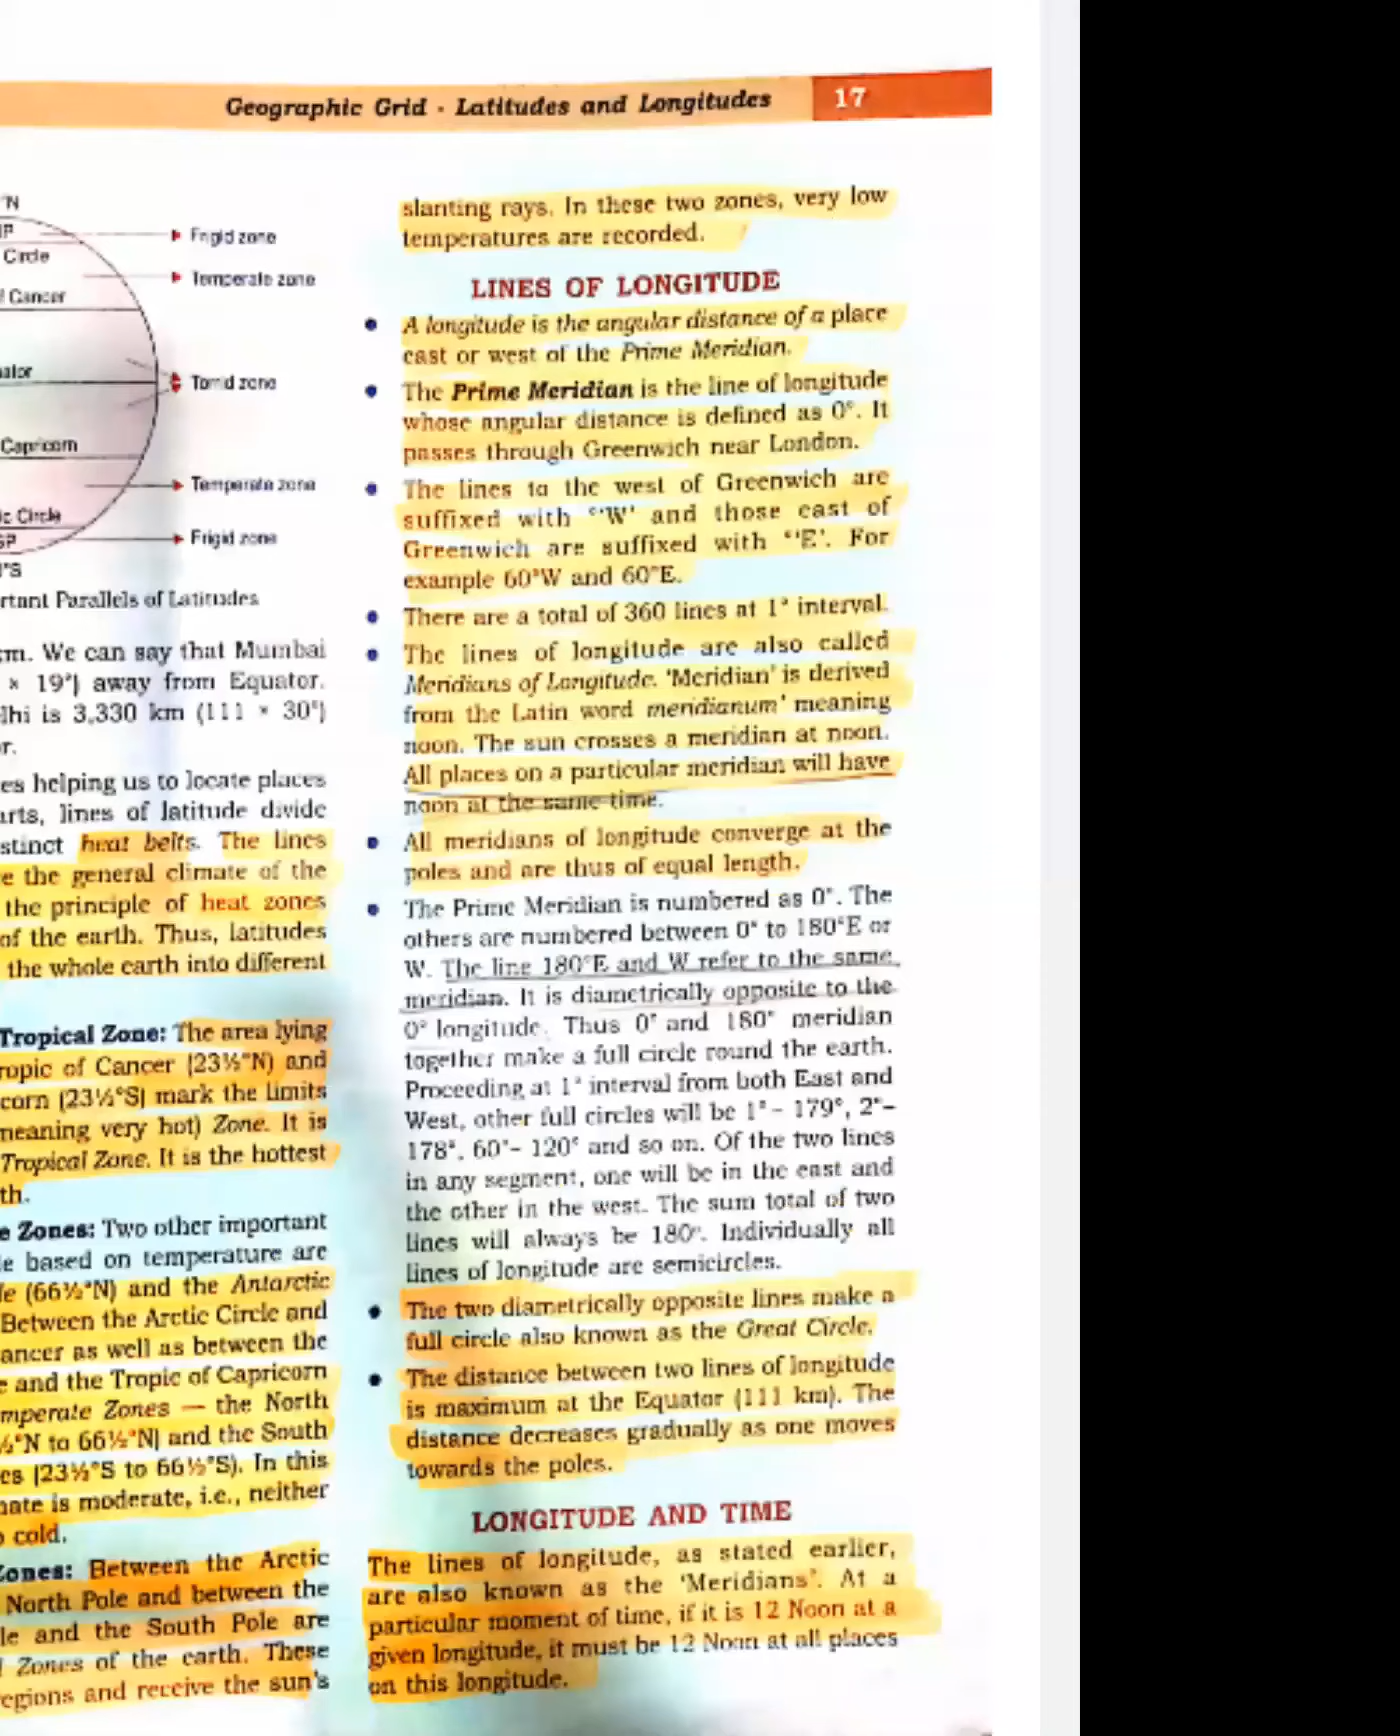 Geographic Grid - Latitudes and Longitudes 17
°N
Circle
Cancer
Capricorn
ic Circle
SP
°S
Frigid zone
Temperate zone
Torrid zone
Temperate zone
Frigid zone
rtant Parallels of Latitudes
km. We can say that Mumbai
× 19°) away from Equator.
lhi is 3,330 km (111 × 30°)
r.
es helping us to locate places
arts, lines of latitude divide
stinct heat belts. The lines
e the general climate of the
the principle of heat zones
of the earth. Thus, latitudes
the whole earth into different
Tropical Zone: The area lying
ropic of Cancer (23½°N) and
corn (23½°S) mark the limits
meaning very hot) Zone. It is
Tropical Zone. It is the hottest
th.
e Zones: Two other important
le based on temperature are
le (66½°N) and the Antarctic
Between the Arctic Circle and
ancer as well as between the
e and the Tropic of Capricorn
mperate Zones — the North
½°N to 66½°N) and the South
es (23½°S to 66½°S). In this
mate is moderate, i.e., neither
o cold.
Zones: Between the Arctic
North Pole and between the
le and the South Pole are
Zones of the earth. These
regions and receive the sun's
slanting rays. In these two zones, very low
temperatures are recorded.
LINES OF LONGITUDE
• A longitude is the angular distance of a place
east or west of the Prime Meridian.
• The Prime Meridian is the line of longitude
whose angular distance is defined as 0°. It
passes through Greenwich near London.
• The lines to the west of Greenwich are
suffixed with '°W' and those east of
Greenwich are suffixed with '°E'. For
example 60°W and 60°E.
• There are a total of 360 lines at 1° interval.
• The lines of longitude are also called
Meridians of Longitude. 'Meridian' is derived
from the Latin word meridianum' meaning
noon. The sun crosses a meridian at noon.
All places on a particular meridian will have
noon at the same time.
• All meridians of longitude converge at the
poles and are thus of equal length.
• The Prime Meridian is numbered as 0°. The
others are numbered between 0° to 180°E or
W. The line 180°E and W refer to the same
meridian. It is diametrically opposite to the
0° longitude. Thus 0° and 180° meridian
together make a full circle round the earth.
Proceeding at 1° interval from both East and
West, other full circles will be 1°- 179°, 2°-
178°, 60°- 120° and so on. Of the two lines
in any segment, one will be in the east and
the other in the west. The sum total of two
lines will always be 180°. Individually all
lines of longitude are semicircles.
• The two diametrically opposite lines make a
full circle also known as the Great Circle.
• The distance between two lines of longitude
is maximum at the Equator (111 km). The
distance decreases gradually as one moves
towards the poles.
LONGITUDE AND TIME
The lines of longitude, as stated earlier,
are also known as the 'Meridians'. At a
particular moment of time, if it is 12 Noon at a
given longitude, it must be 12 Noon at all places
on this longitude.